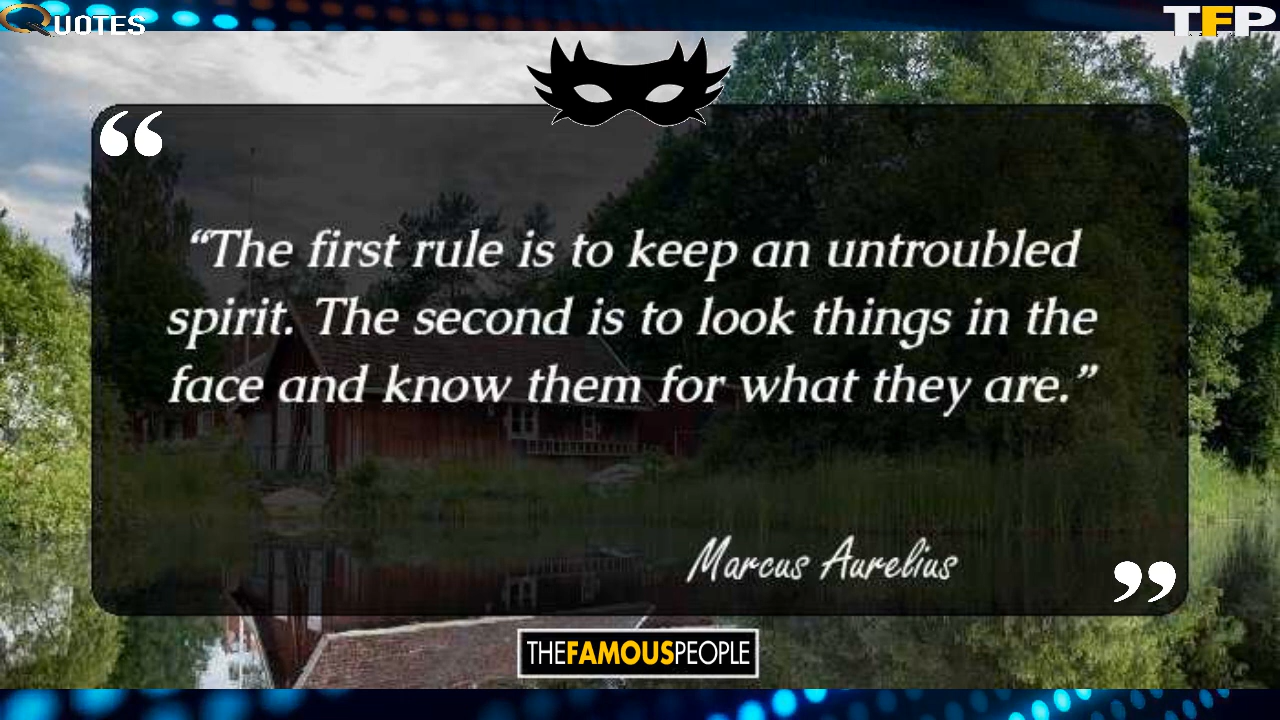 QUOTES
TFP
“
“The first rule is to keep an untroubled
spirit. The second is to look things in the
face and know them for what they are.”
Marcus Aurelius
”
THEFAMOUSPEOPLE